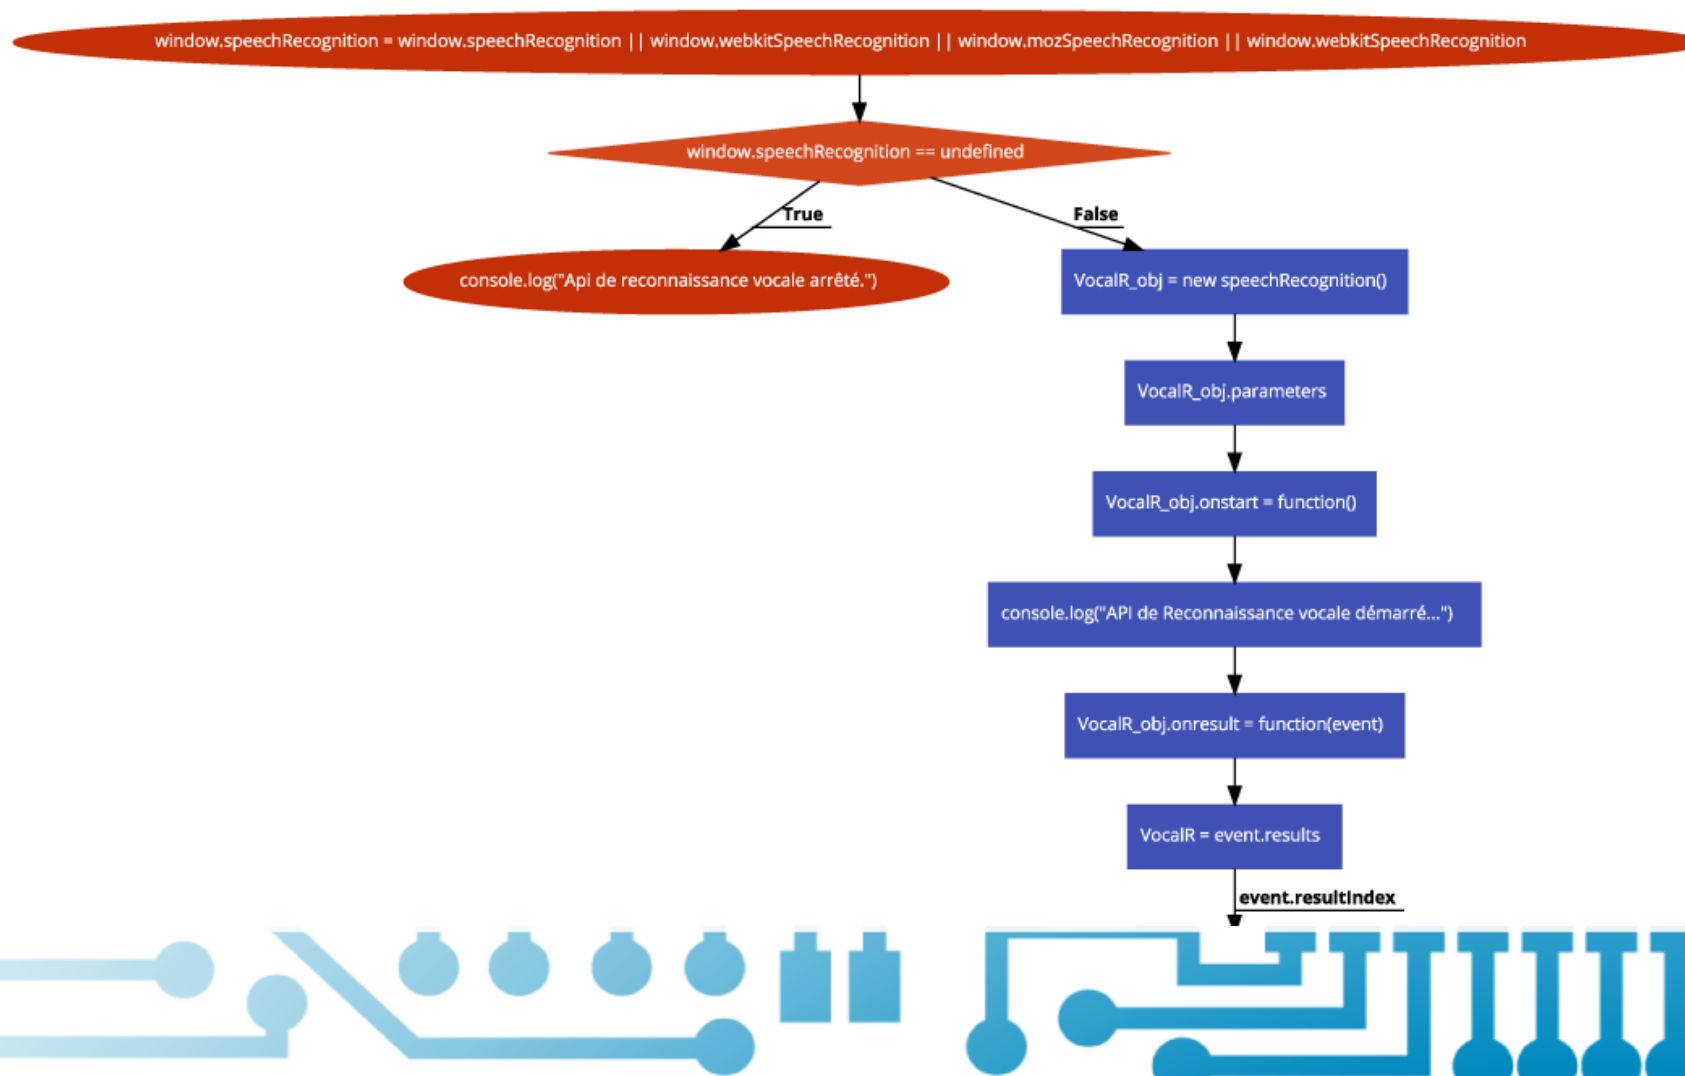 window.speechRecognition = window.speechRecognition || window.webkitSpeechRecognition || window.mozSpeechRecognition || window.webkitSpeechRecognition
window.speechRecognition == undefined
True
False
console.log("Api de reconnaissance vocale arrêté.")
VocalR_obj = new speechRecognition()
VocalR_obj.parameters
VocalR_obj.onstart = function()
console.log("API de Reconnaissance vocale démarré...")
VocalR_obj.onresult = function(event)
VocalR = event.results
event.resultIndex